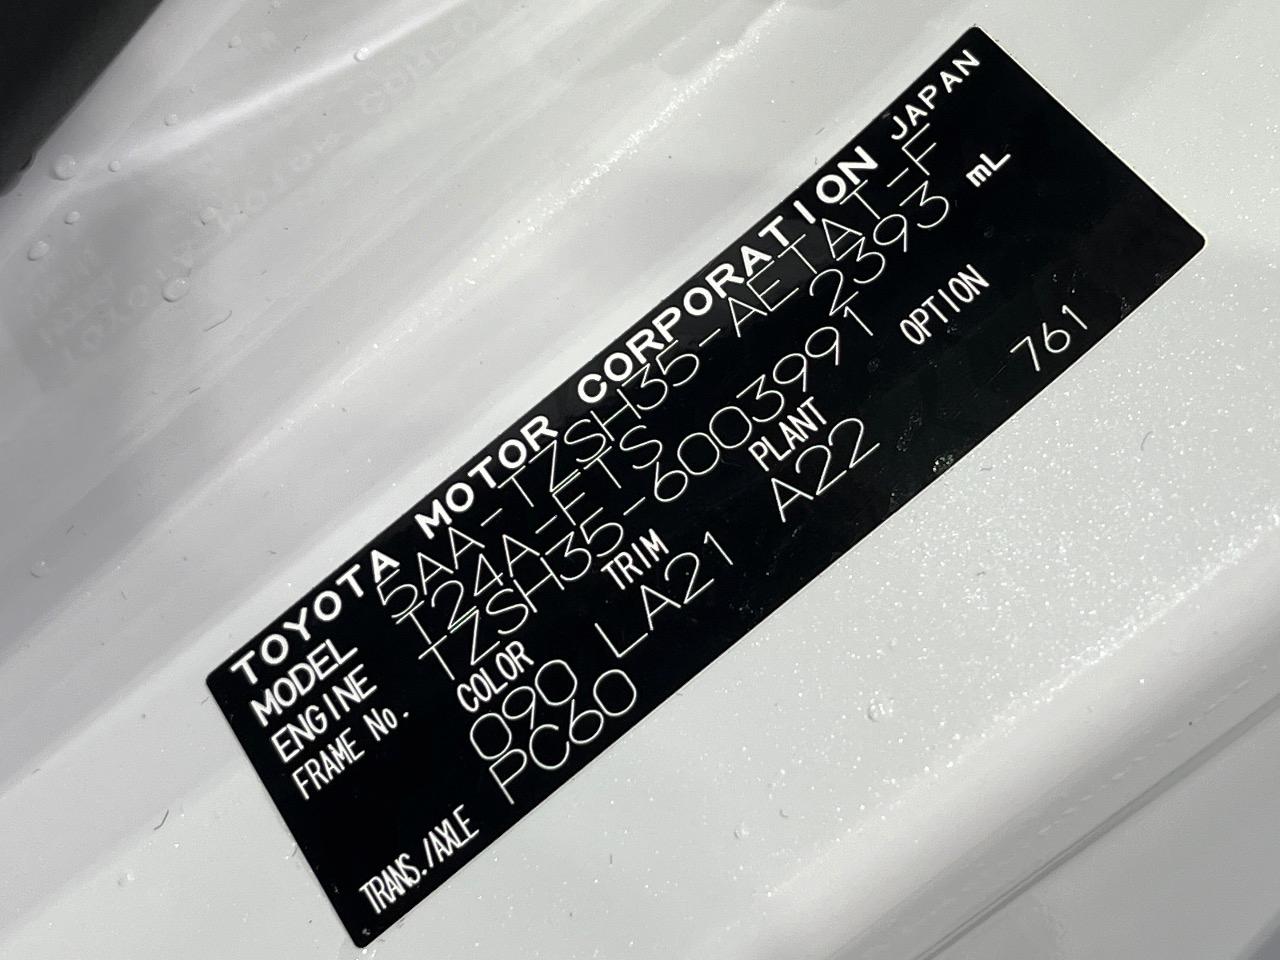 TOYOTA MOTOR CORPORATION JAPAN
MODEL 5AA-TZSH35-AETAT-F
ENGINE T24A-FTS 2393 mL
FRAME No. TZSH35-6003991
COLOR TRIM PLANT OPTION
090 LA21 A22 761
TRANS./AXLE PC60